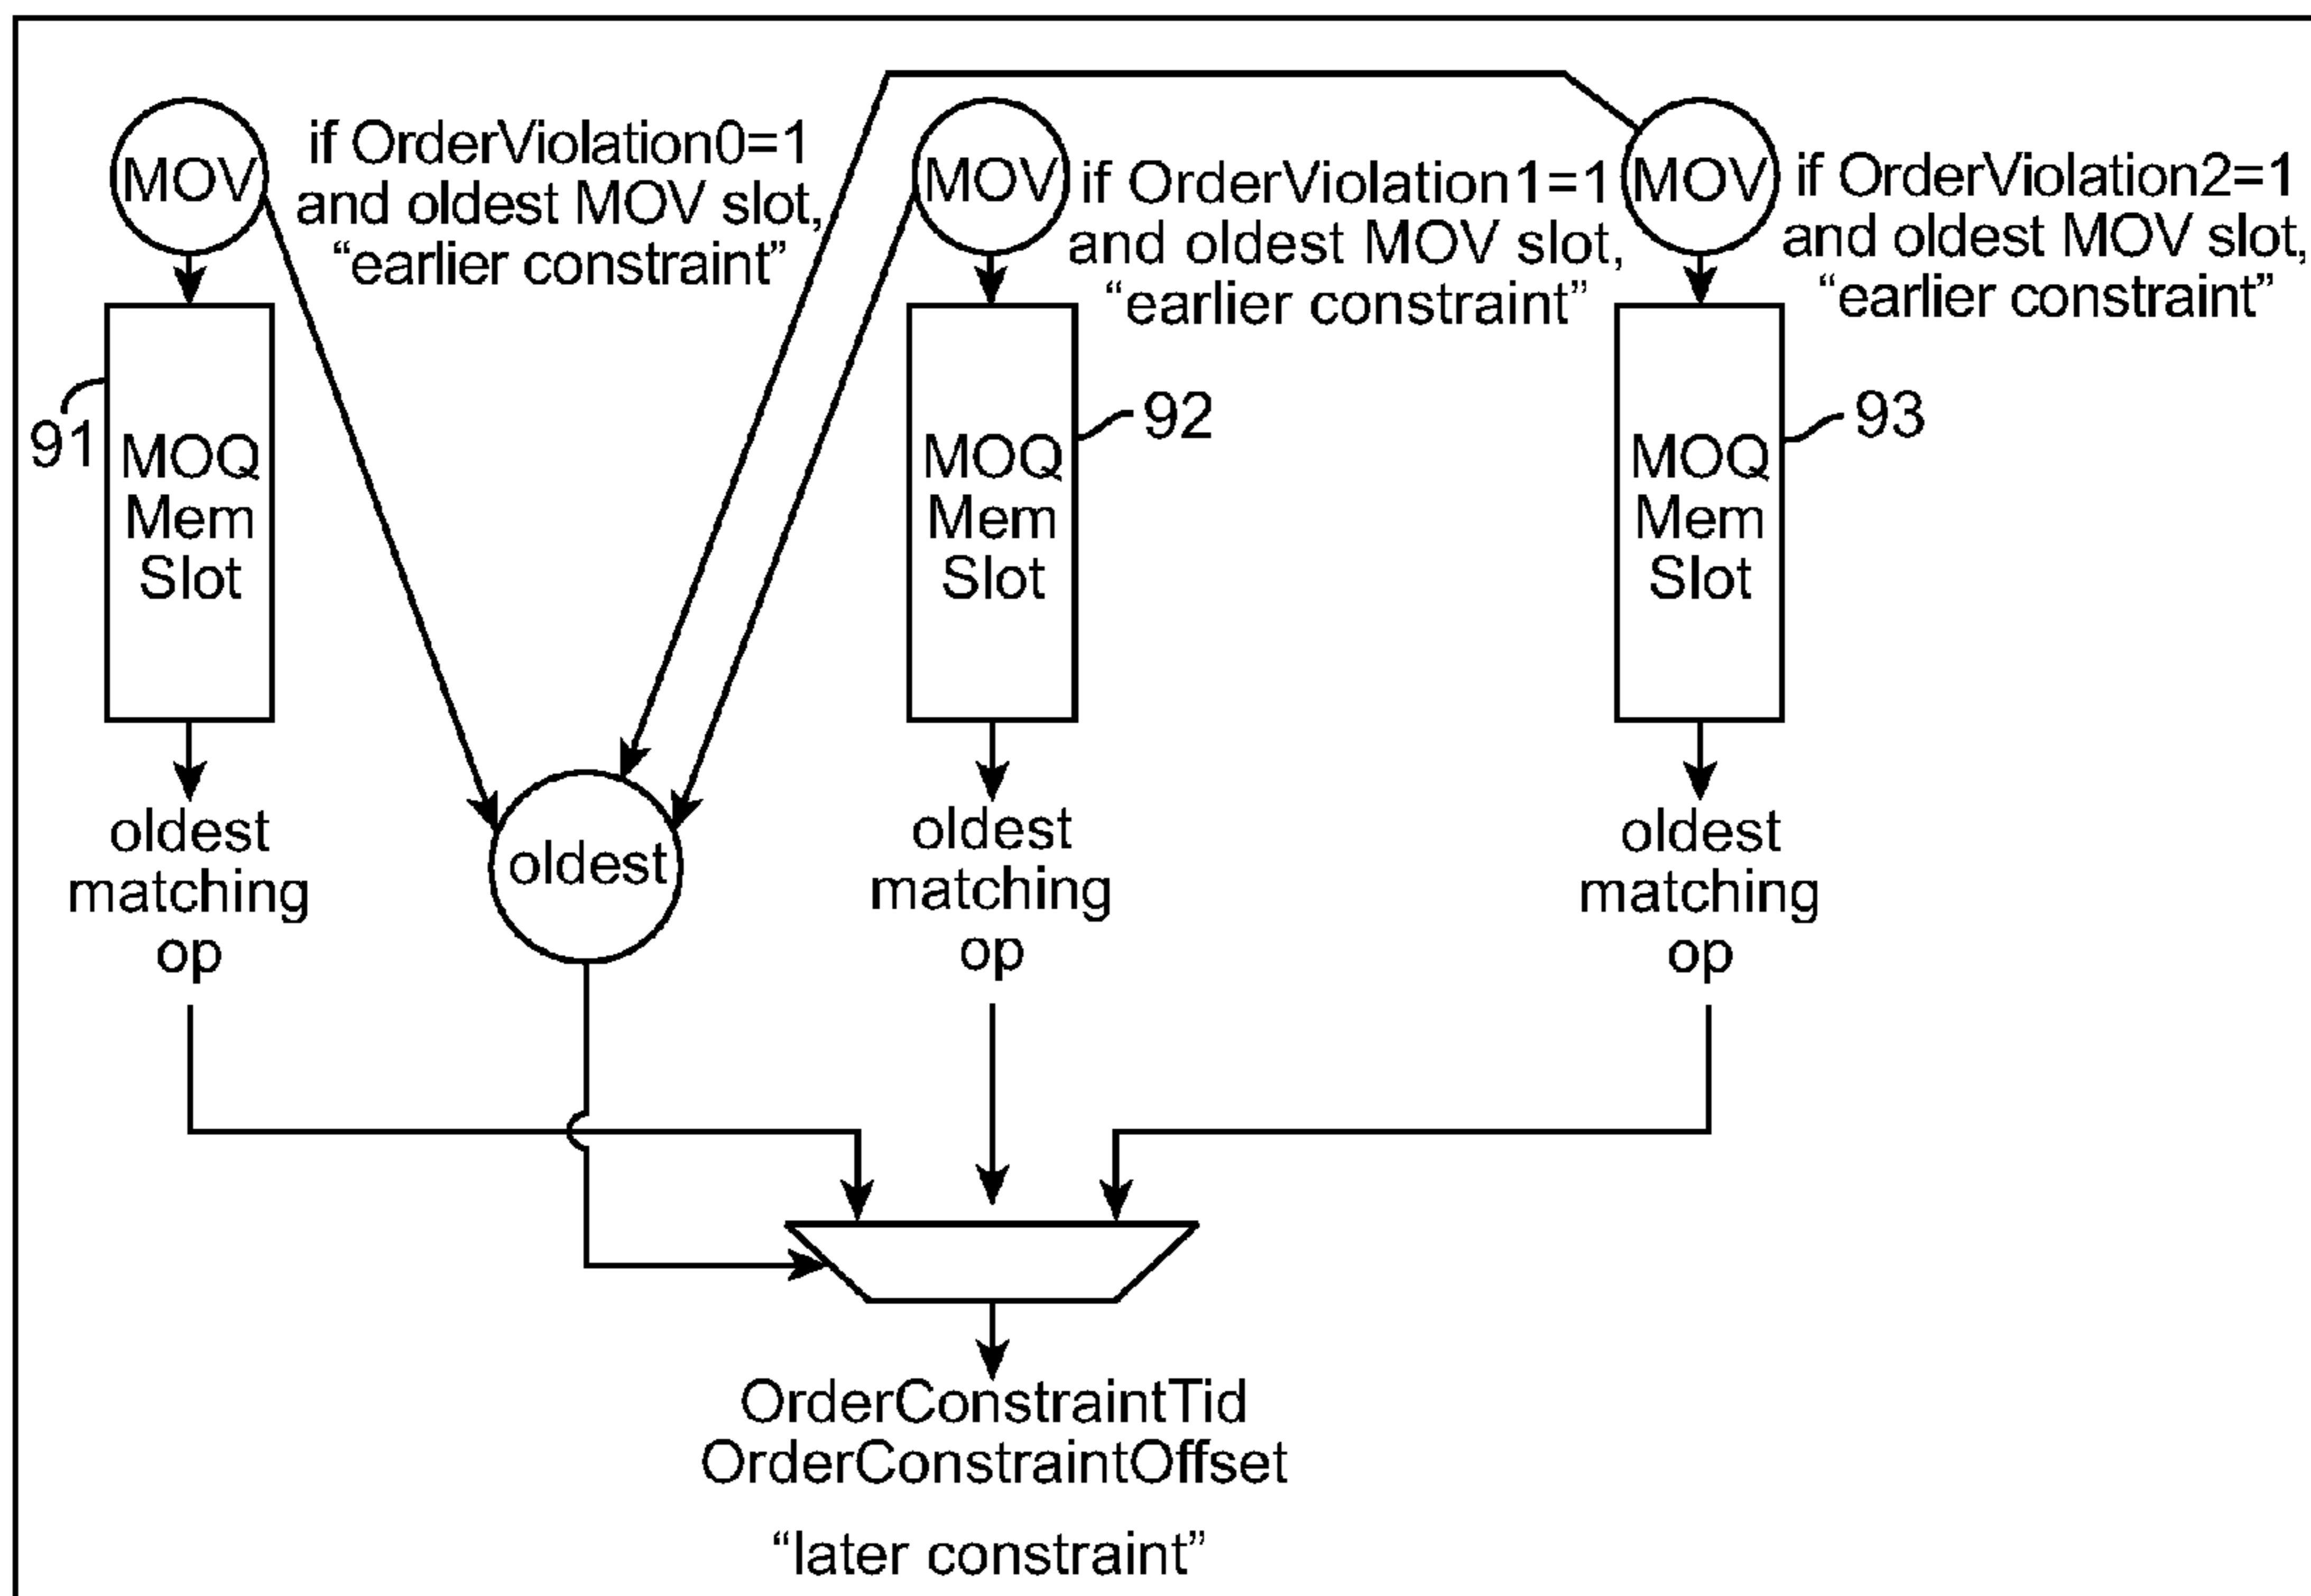 MOV
if OrderViolation0=1
and oldest MOV slot,
“earlier constraint”
MOV
if OrderViolation1=1
and oldest MOV slot,
“earlier constraint”
MOV
if OrderViolation2=1
and oldest MOV slot,
“earlier constraint”
91
MOQ
Mem
Slot
92
MOQ
Mem
Slot
93
MOQ
Mem
Slot
oldest
matching
op
oldest
oldest
matching
op
oldest
matching
op
OrderConstraintTid
OrderConstraintOffset
“later constraint”